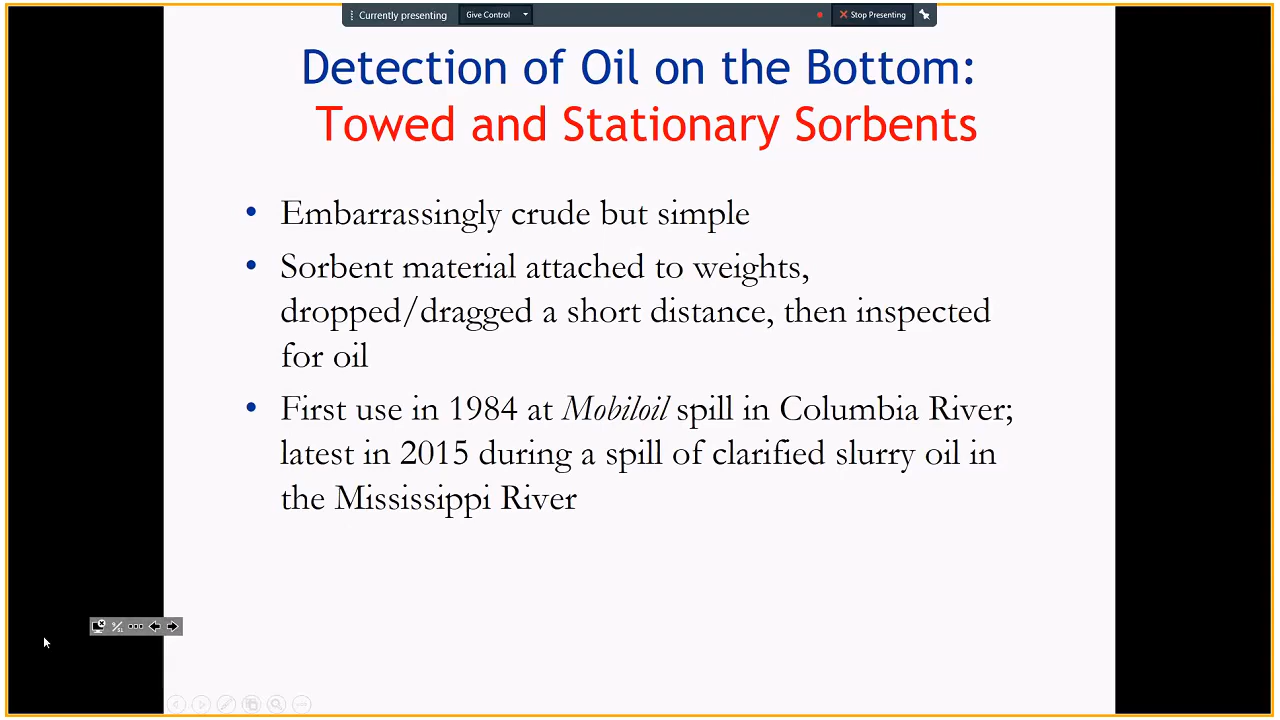 Currently presenting Give Control Stop Presenting
Detection of Oil on the Bottom:
Towed and Stationary Sorbents
• Embarrassingly crude but simple
• Sorbent material attached to weights,
dropped/dragged a short distance, then inspected
for oil
• First use in 1984 at Mobiloil spill in Columbia River;
latest in 2015 during a spill of clarified slurry oil in
the Mississippi River